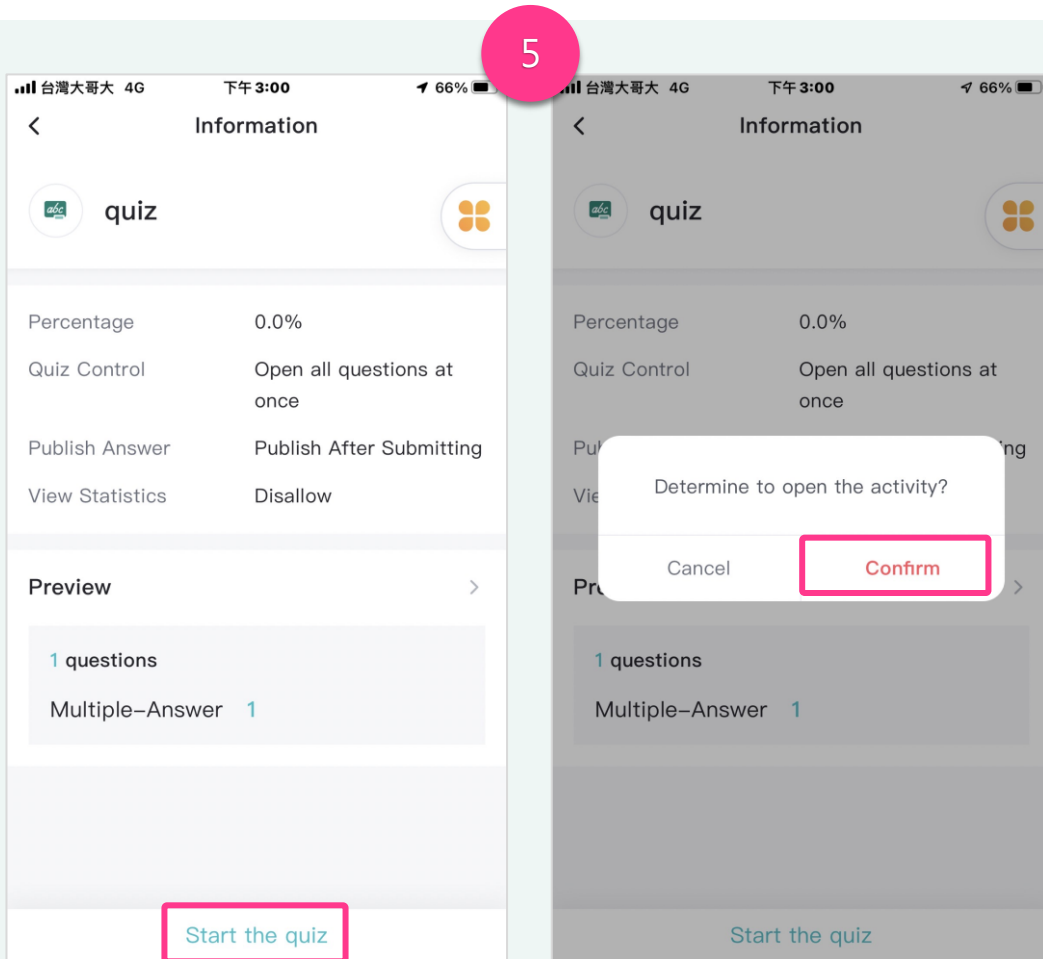 5
台灣大哥大 4G 下午 3:00 66%
Information
abc quiz
Percentage 0.0%
Quiz Control Open all questions at
once
Publish Answer Publish After Submitting
View Statistics Disallow
Preview
1 questions
Multiple-Answer 1
Start the quiz
台灣大哥大 4G 下午 3:00 66%
Information
abc quiz
Percentage 0.0%
Quiz Control Open all questions at
once
Pu ng
Vie
Determine to open the activity?
Cancel Confirm
Pre
1 questions
Multiple-Answer 1
Start the quiz